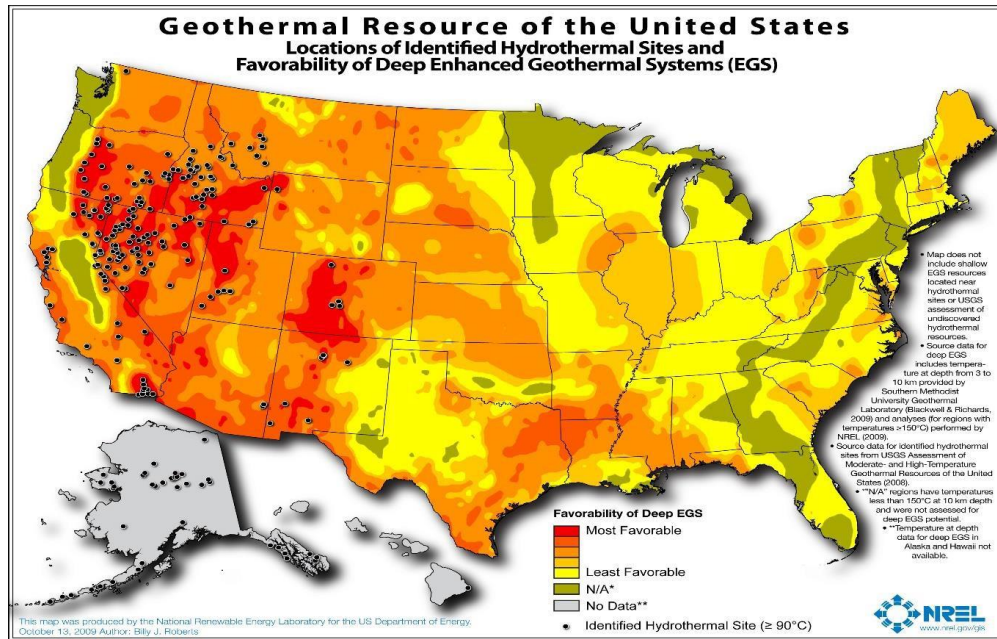 Geothermal Resource of the United States
Locations of Identified Hydrothermal Sites and
Favorability of Deep Enhanced Geothermal Systems (EGS)
• Map does not
include shallow
EGS resources
located near
hydrothermal
sites or USGS
assessment of
undiscovered
hydrothermal
resources.
• Source data for
deep EGS
includes tempera-
ture at depth from 3 to
10 km provided by
Southern Methodist
University Geothermal
Laboratory (Blackwell & Richards,
2009) and analyses (for regions with
temperatures >150°C) performed by
NREL (2009).
• Source data for identified hydrothermal
sites from USGS Assessment of
Moderate- and High-Temperature
Geothermal Resources of the United
States (2008).
• *"N/A" regions have temperatures
less than 150°C at 10 km depth
and were not assessed for
deep EGS potential.
• **Temperature at depth
data for deep EGS in
Alaska and Hawaii not
available.
Favorability of Deep EGS
Most Favorable
Least Favorable
N/A*
No Data**
Identified Hydrothermal Site (≥ 90°C)
This map was produced by the National Renewable Energy Laboratory for the US Department of Energy.
October 13, 2009 Author: Billy J. Roberts
NREL
www.nrel.gov/gis